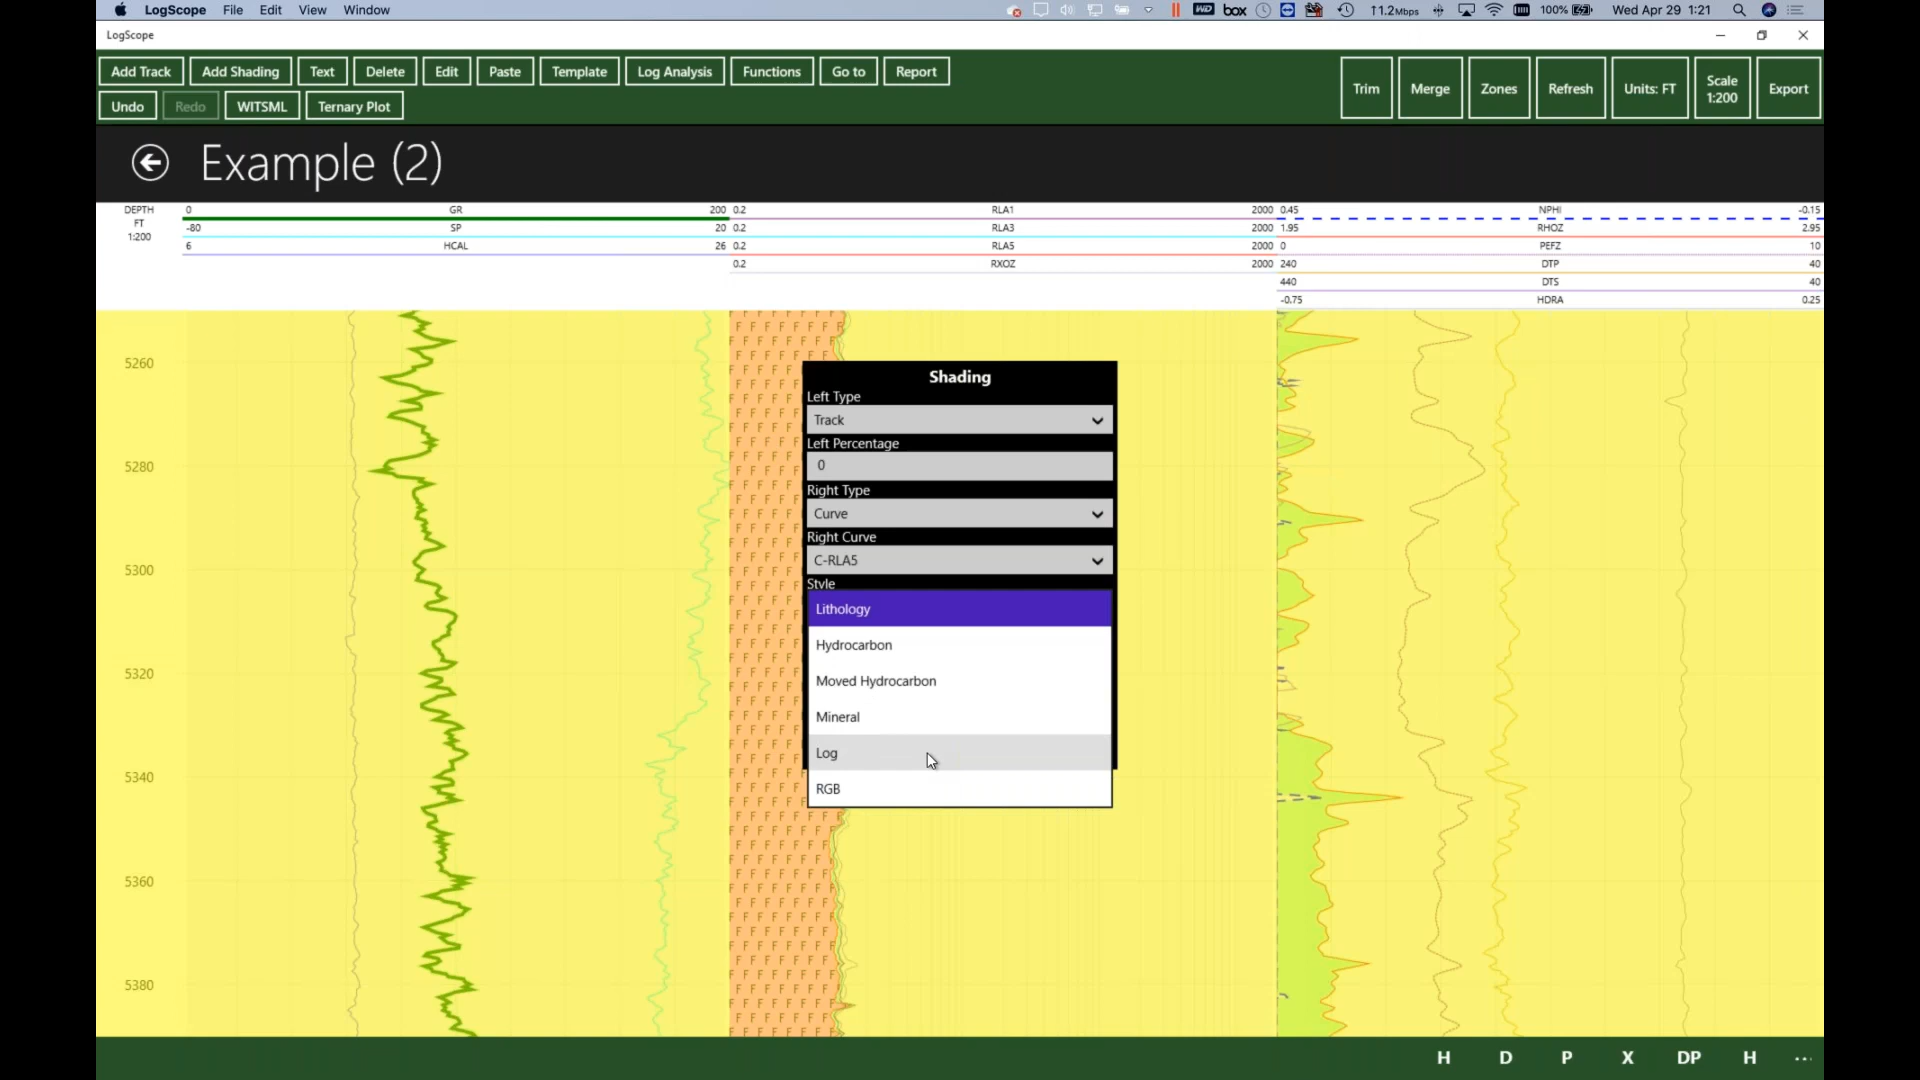 LogScope File Edit View Window
WD box ↑1.2Mbps 100% Wed Apr 29 1:21
LogScope
Add Track Add Shading Text Delete Edit Paste Template Log Analysis Functions Go to Report
Undo Redo WITSML Ternary Plot
Trim Merge Zones Refresh Units: FT Scale 1:200 Export
Example (2)
DEPTH
FT
1:200
0 GR 200
-80 SP 20
6 HCAL 26
0.2 RLA1 2000
0.2 RLA3 2000
0.2 RLA5 2000
0.2 RXOZ 2000
0.45 NPHI -0.15
1.95 RHOZ 2.95
0 PEFZ 10
240 DTP 40
440 DTS 40
-0.75 HDRA 0.25
5260
5280
5300
5320
5340
5360
5380
Shading
Left Type
Track
Left Percentage
0
Right Type
Curve
Right Curve
C-RLA5
Style
Lithology
Hydrocarbon
Moved Hydrocarbon
Mineral
Log
RGB
H D P X DP H ...